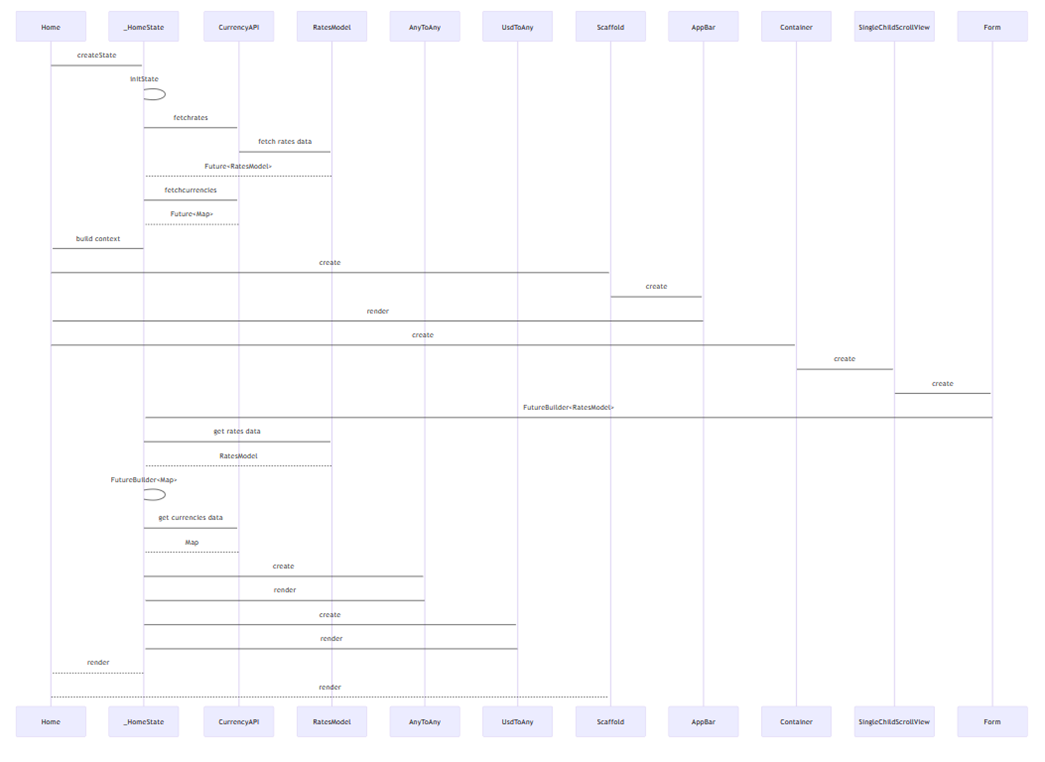 Home _HomeState CurrencyAPI RatesModel AnyToAny UsdToAny Scaffold AppBar Container SingleChildScrollView Form
createState
initState
fetchrates
fetch rates data
Future<RatesModel>
fetchcurrencies
Future<Map>
build context
create
create
render
create
create
create
FutureBuilder<RatesModel>
get rates data
RatesModel
FutureBuilder<Map>
get currencies data
Map
create
render
create
render
render
render
Home _HomeState CurrencyAPI RatesModel AnyToAny UsdToAny Scaffold AppBar Container SingleChildScrollView Form